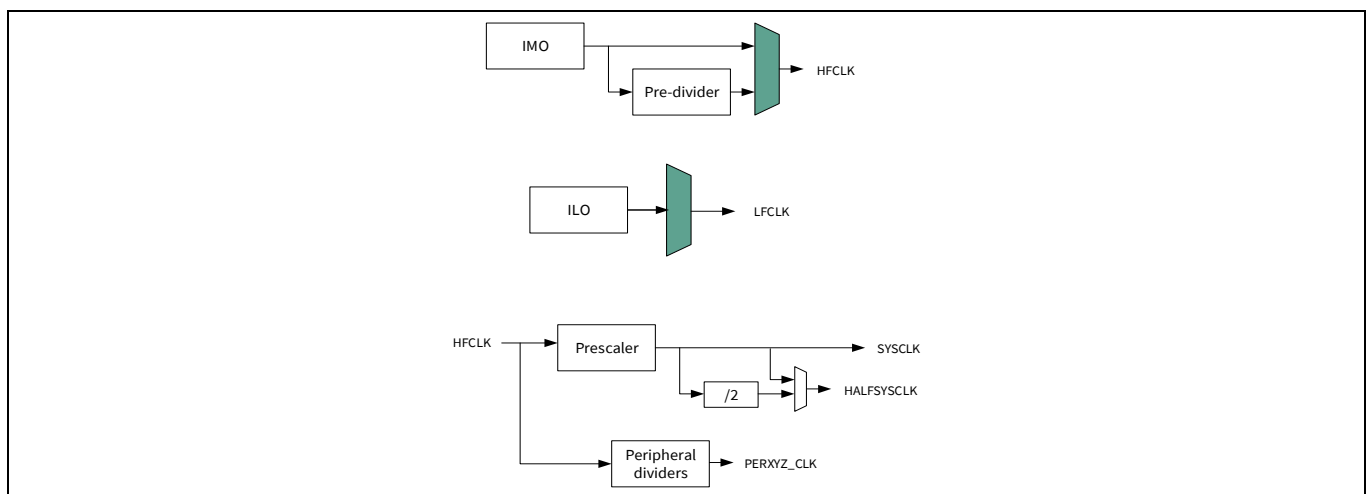 IMO
HFCLK
Pre-divider
ILO
LFCLK
HFCLK
Prescaler
SYSCLK
/2
HALFSYSCLK
Peripheral
dividers
PERXYZ_CLK